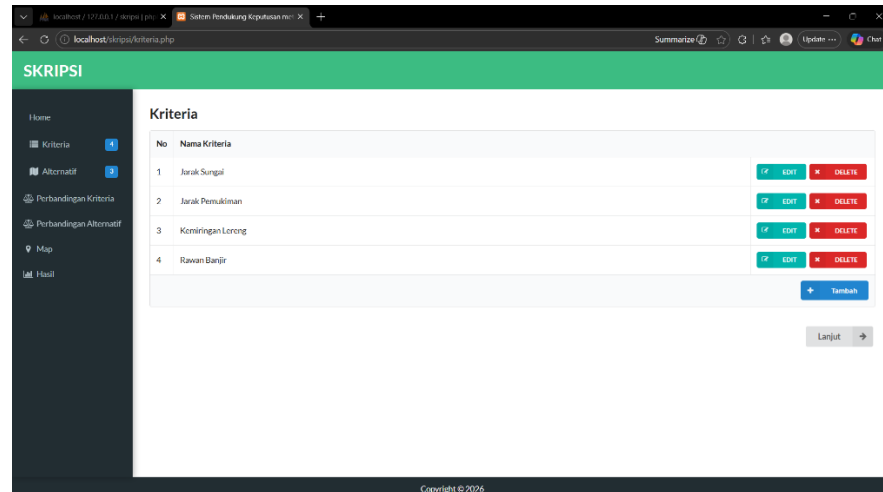 localhost / 127.0.0.1 / skripsi | php
Sistem Pendukung Keputusan met
localhost/skripsi/kriteria.php
Summarize
Update ...
Chat
SKRIPSI
Home
Kriteria 4
Alternatif 3
Perbandingan Kriteria
Perbandingan Alternatif
Map
Hasil
Kriteria
No Nama Kriteria
1 Jarak Sungai EDIT DELETE
2 Jarak Pemukiman EDIT DELETE
3 Kemiringan Lereng EDIT DELETE
4 Rawan Banjir EDIT DELETE
Tambah
Lanjut
Copyright © 2026